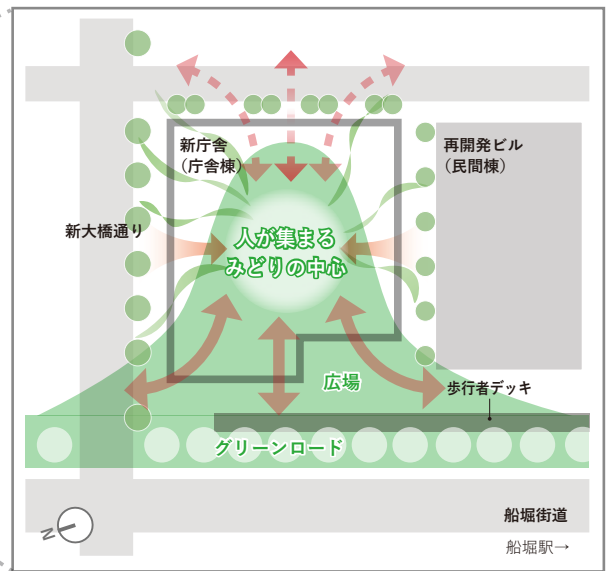 新庁舎
（庁舎棟）
再開発ビル
（民間棟）
新大橋通り
人が集まる
みどりの中心
広場
歩行者デッキ
グリーンロード
船堀街道
船堀駅→
N